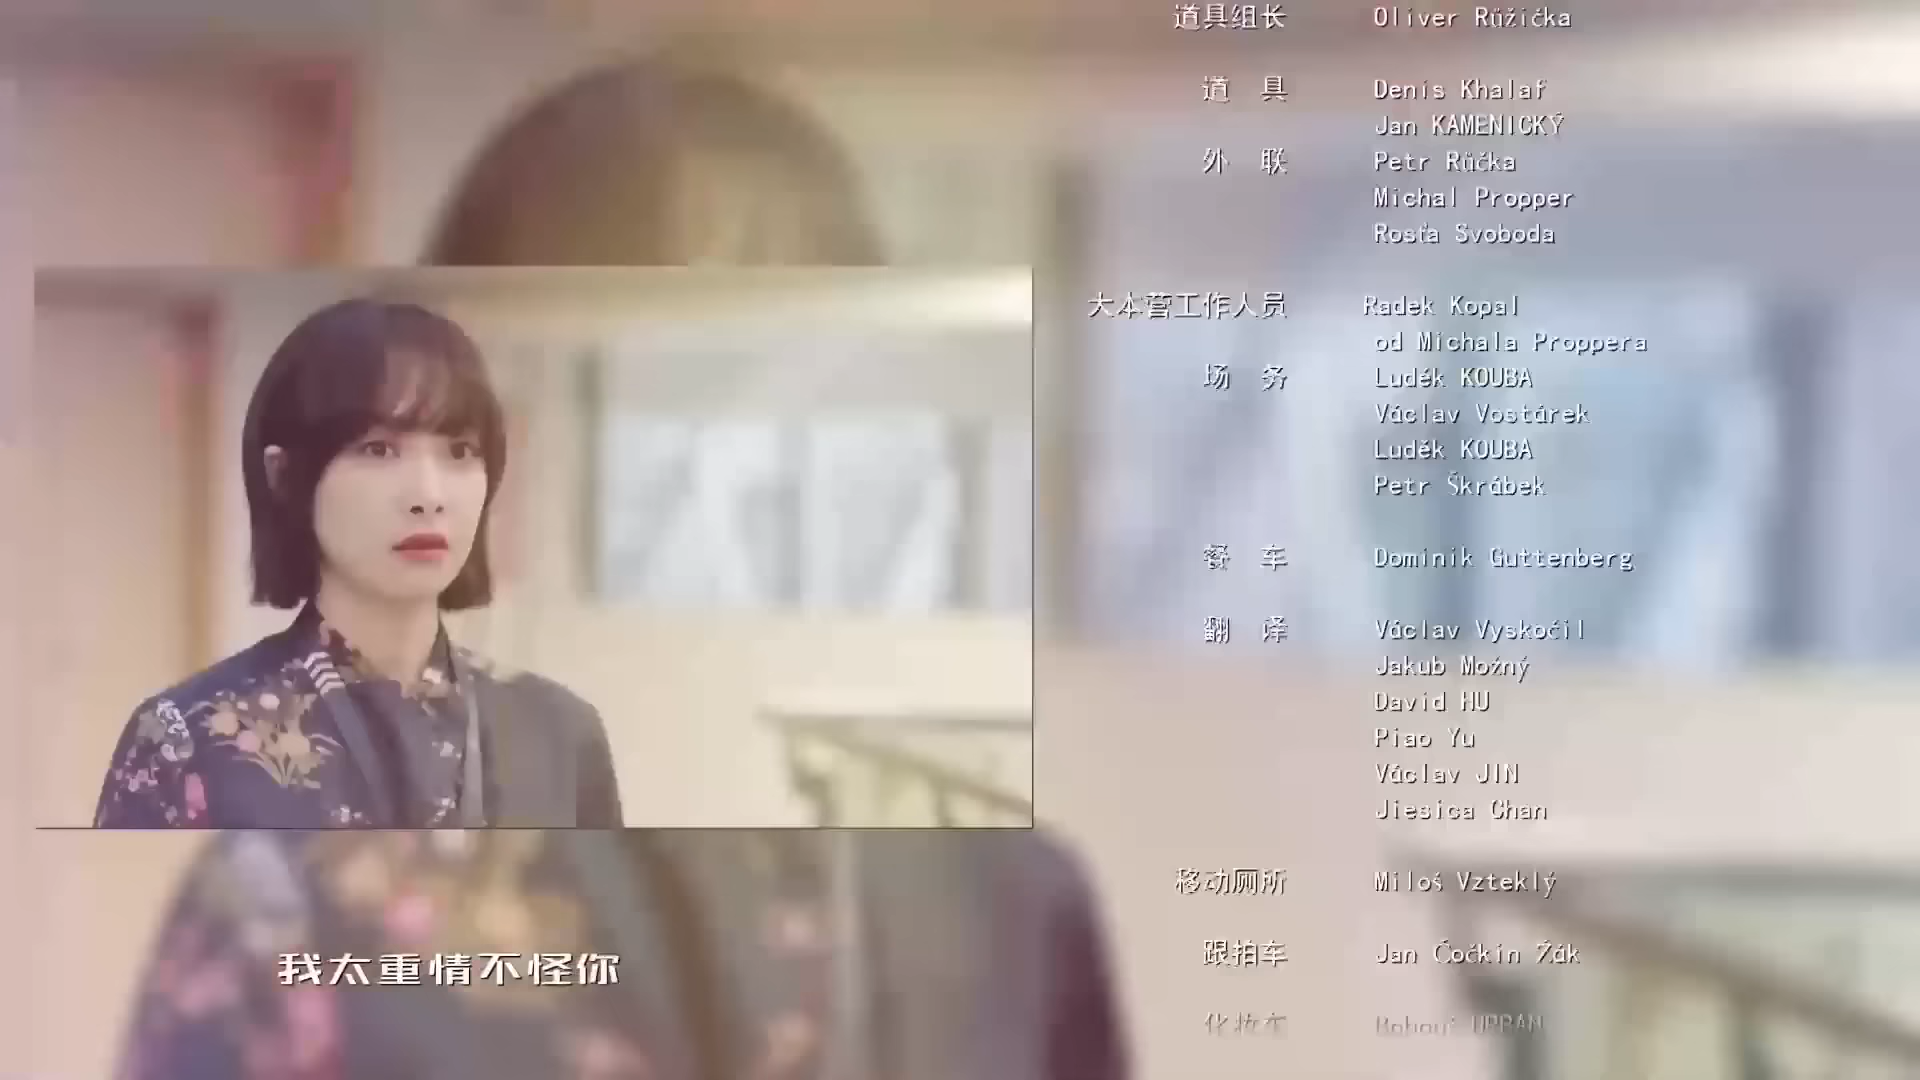 道具组长 Oliver Růžička
道 具 Denis Khalaf
Jan KAMENICKÝ
外 联 Petr Růčka
Michal Propper
Rosťa Svoboda
大本营工作人员 Radek Kopal
od Michala Proppera
场 务 Luděk KOUBA
Václav Vostárek
Luděk KOUBA
Petr Škrábek
餐 车 Dominik Guttenberg
翻 译 Václav Vyskočil
Jakub Možný
David HU
Piao Yu
Václav JIN
Jiesica Chan
移动厕所 Miloš Vzteklý
跟拍车 Jan Čočkin Žák
化妆车 URBAN
我太重情不怪你